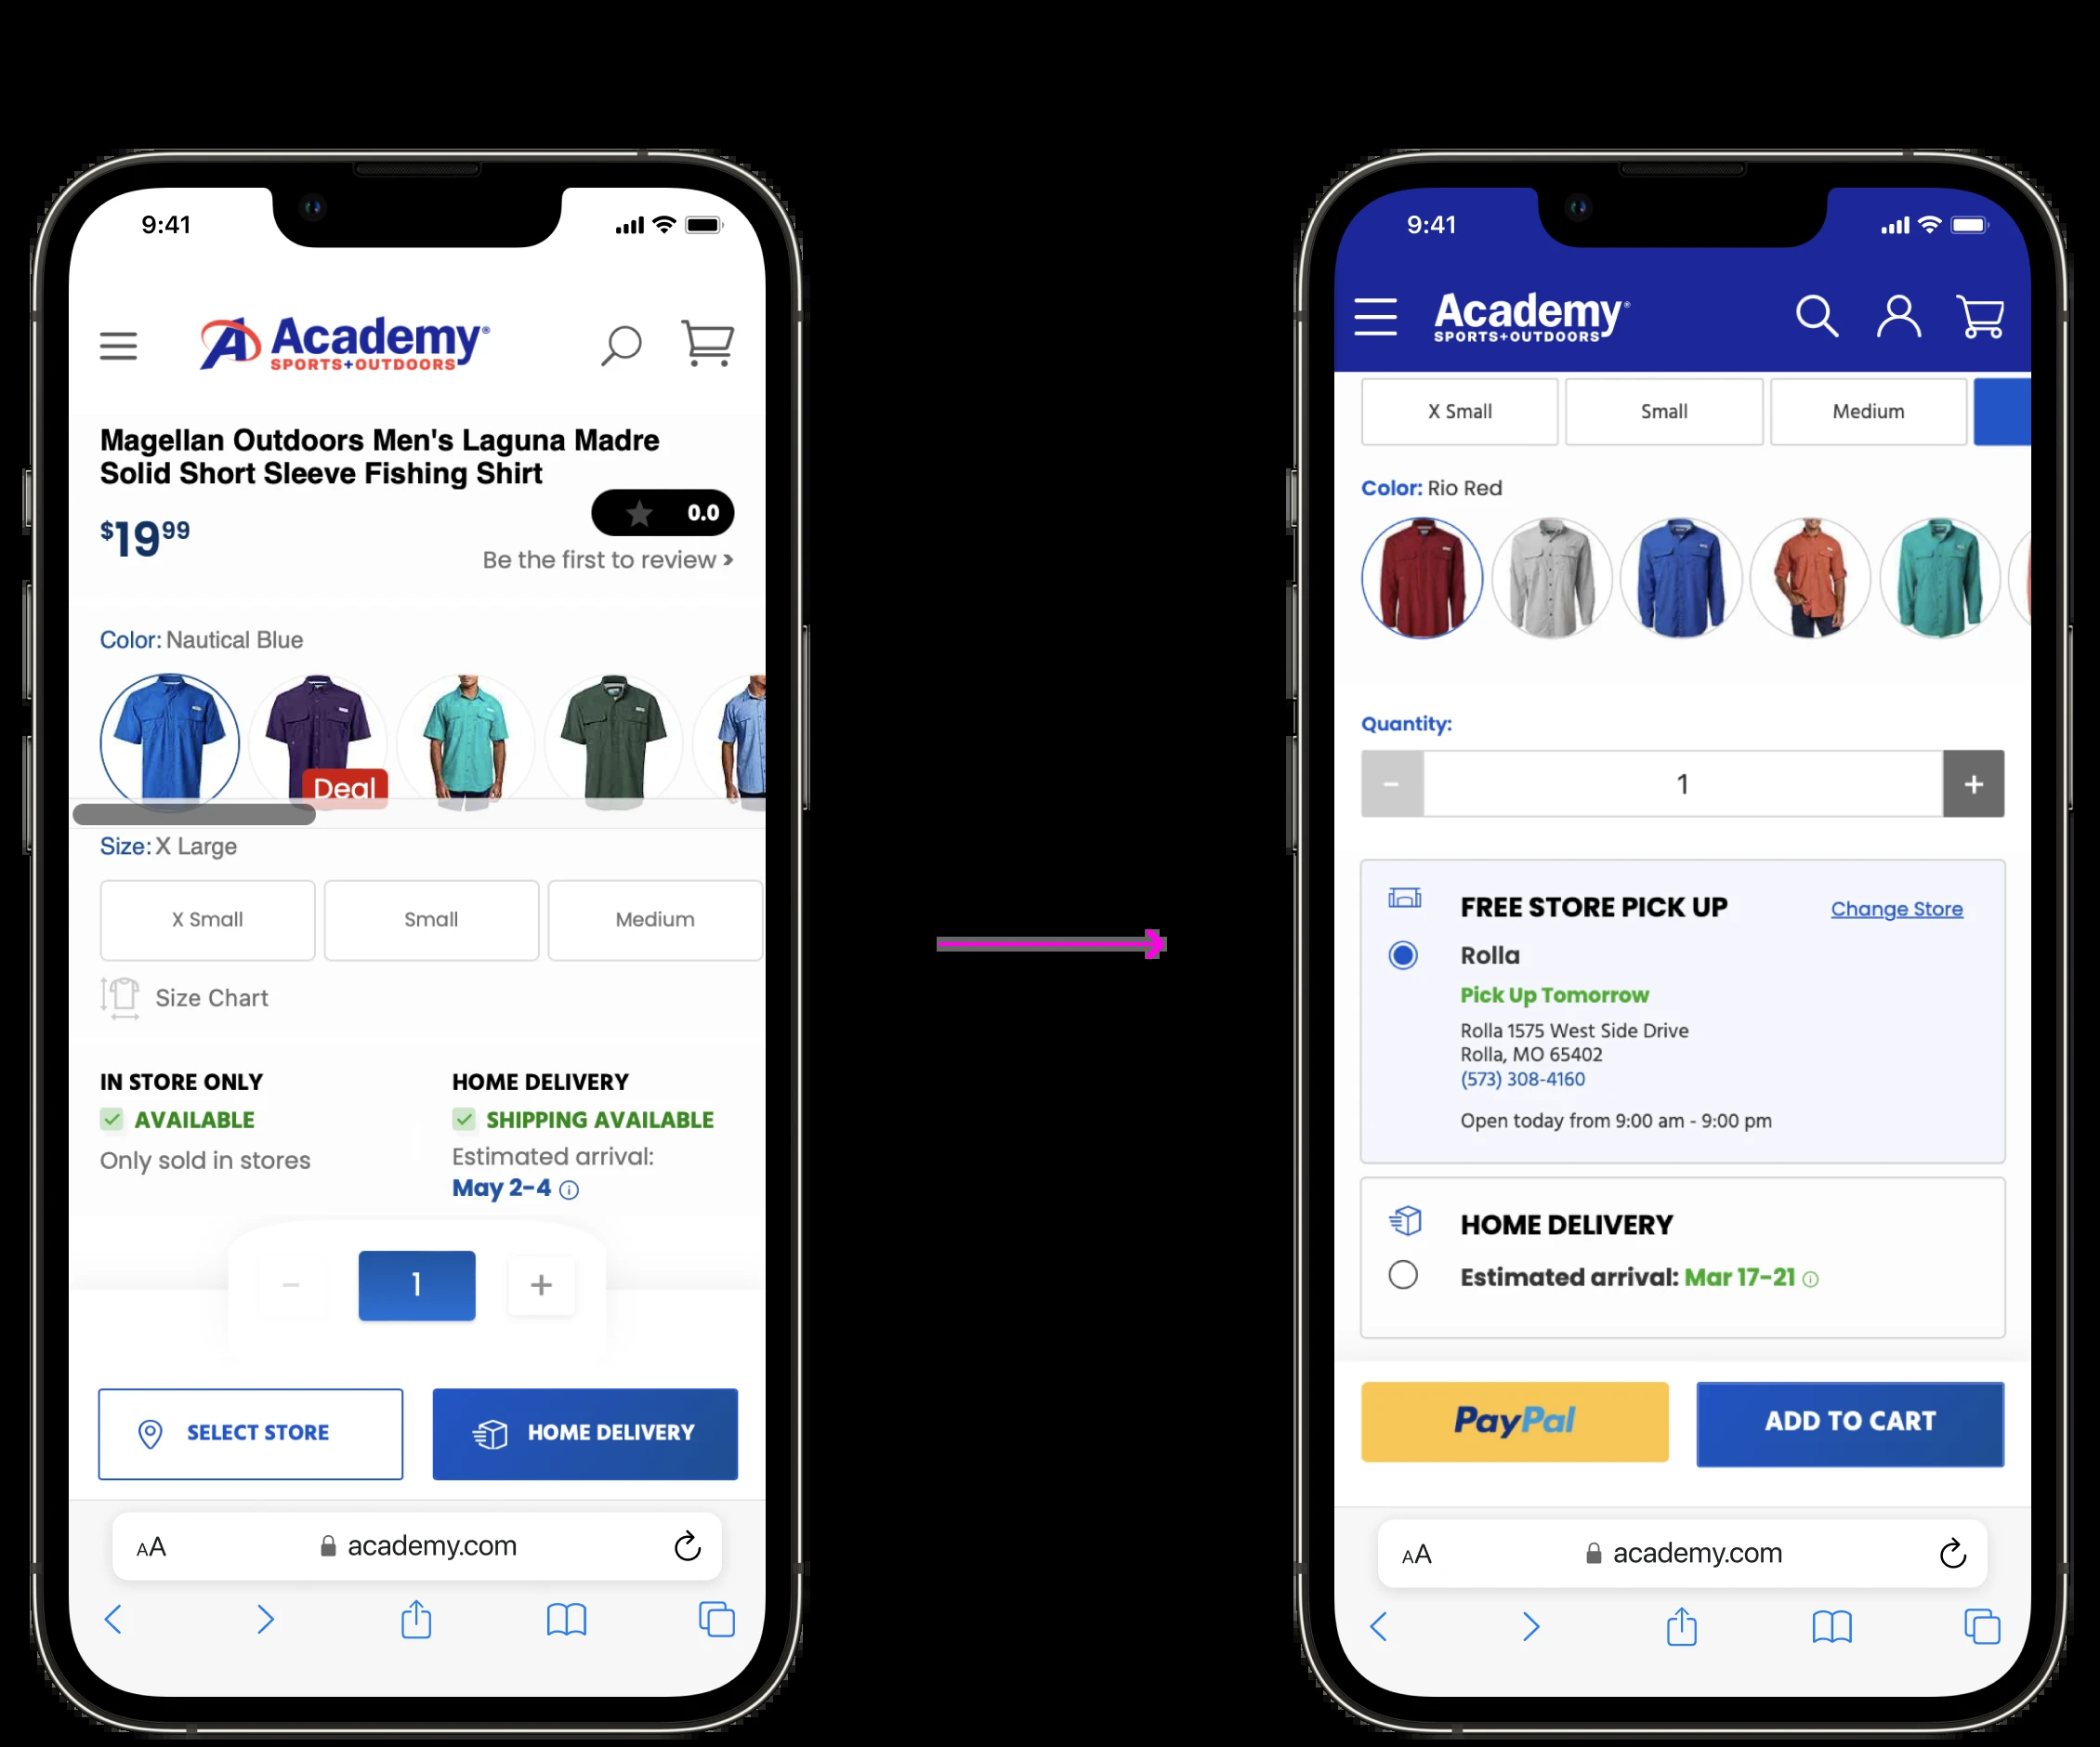 9:41
Academy®
SPORTS+OUTDOORS
Magellan Outdoors Men's Laguna Madre
Solid Short Sleeve Fishing Shirt
$19 99
0.0
Be the first to review >
Color: Nautical Blue
Deal
Size: X Large
X Small
Small
Medium
Size Chart
IN STORE ONLY
AVAILABLE
Only sold in stores
HOME DELIVERY
SHIPPING AVAILABLE
Estimated arrival:
May 2-4
− 1 +
SELECT STORE
HOME DELIVERY
AA academy.com
9:41
Academy®
SPORTS+OUTDOORS
X Small
Small
Medium
Color: Rio Red
Quantity:
− 1 +
FREE STORE PICK UP
Change Store
Rolla
Pick Up Tomorrow
Rolla 1575 West Side Drive
Rolla, MO 65402
(573) 308-4160
Open today from 9:00 am - 9:00 pm
HOME DELIVERY
Estimated arrival: Mar 17-21
PayPal
ADD TO CART
AA academy.com